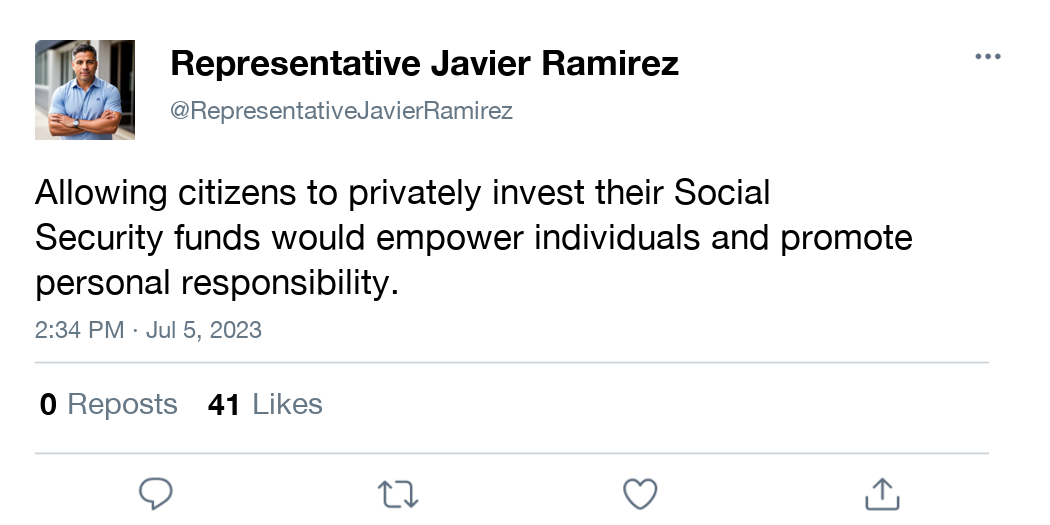 Representative Javier Ramirez
@RepresentativeJavierRamirez
Allowing citizens to privately invest their Social
Security funds would empower individuals and promote
personal responsibility.
2:34 PM · Jul 5, 2023
0 Reposts 41 Likes